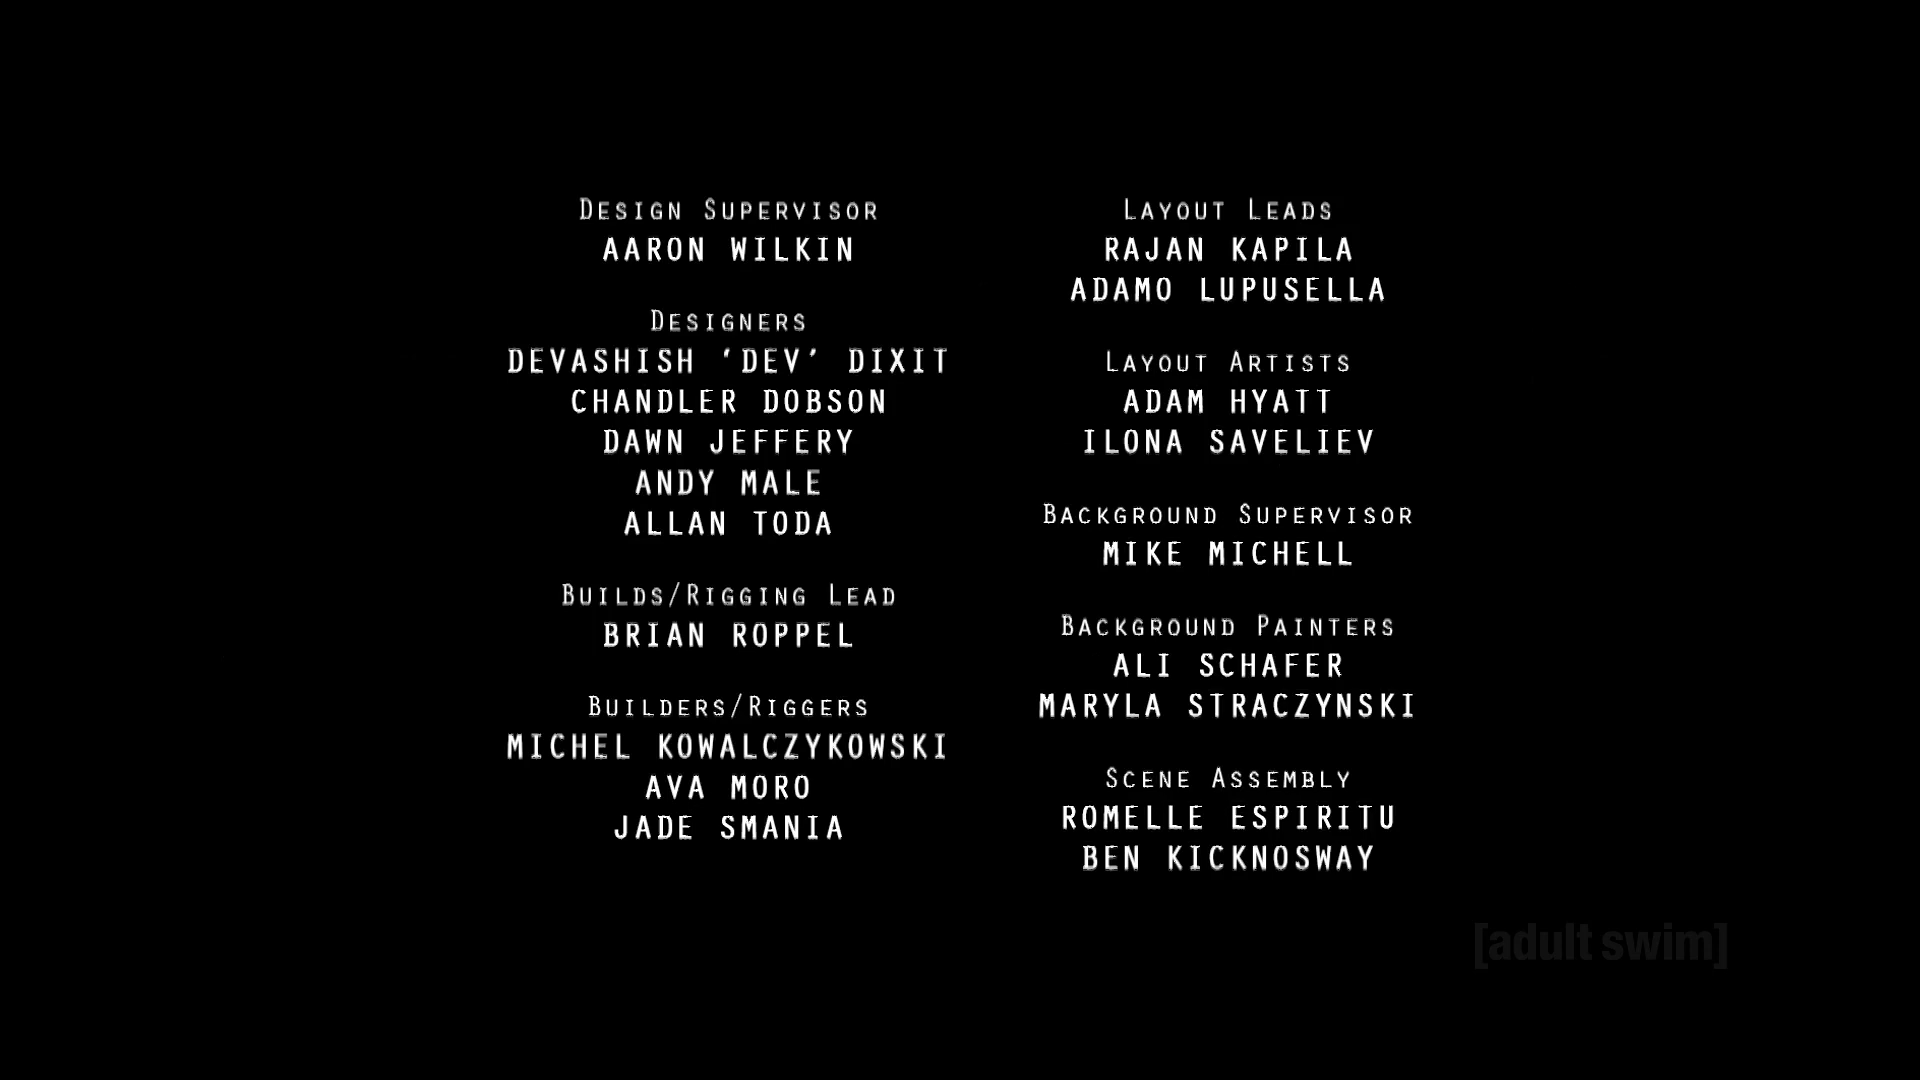 Design Supervisor
AARON WILKIN
Designers
DEVASHISH ‘DEV’ DIXIT
CHANDLER DOBSON
DAWN JEFFERY
ANDY MALE
ALLAN TODA
Builds/Rigging Lead
BRIAN ROPPEL
Builders/Riggers
MICHEL KOWALCZYKOWSKI
AVA MORO
JADE SMANIA
Layout Leads
RAJAN KAPILA
ADAMO LUPUSELLA
Layout Artists
ADAM HYATT
ILONA SAVELIEV
Background Supervisor
MIKE MICHELL
Background Painters
ALI SCHAFER
MARYLA STRACZYNSKI
Scene Assembly
ROMELLE ESPIRITU
BEN KICKNOSWAY
[adult swim]